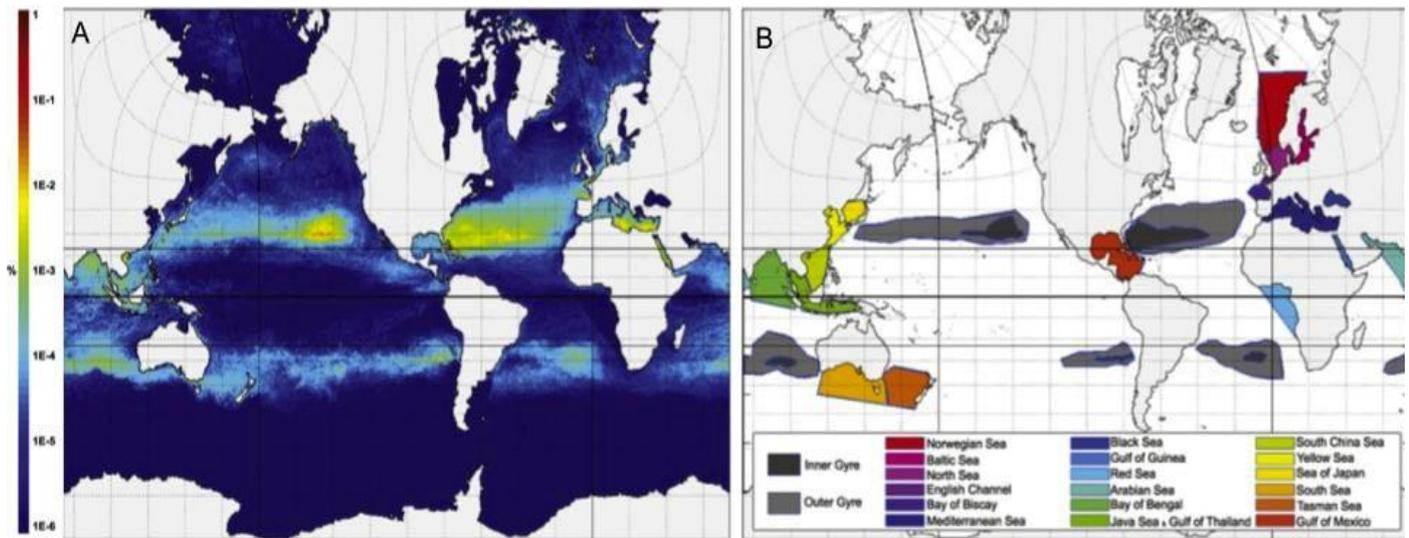 A
B
1
1E-1
1E-2
%
1E-3
1E-4
1E-5
1E-6
Inner Gyre
Outer Gyre
Norwegian Sea
Baltic Sea
North Sea
English Channel
Bay of Biscay
Mediterranean Sea
Black Sea
Gulf of Guinea
Red Sea
Arabian Sea
Bay of Bengal
Java Sea & Gulf of Thailand
South China Sea
Yellow Sea
Sea of Japan
South Sea
Tasman Sea
Gulf of Mexico